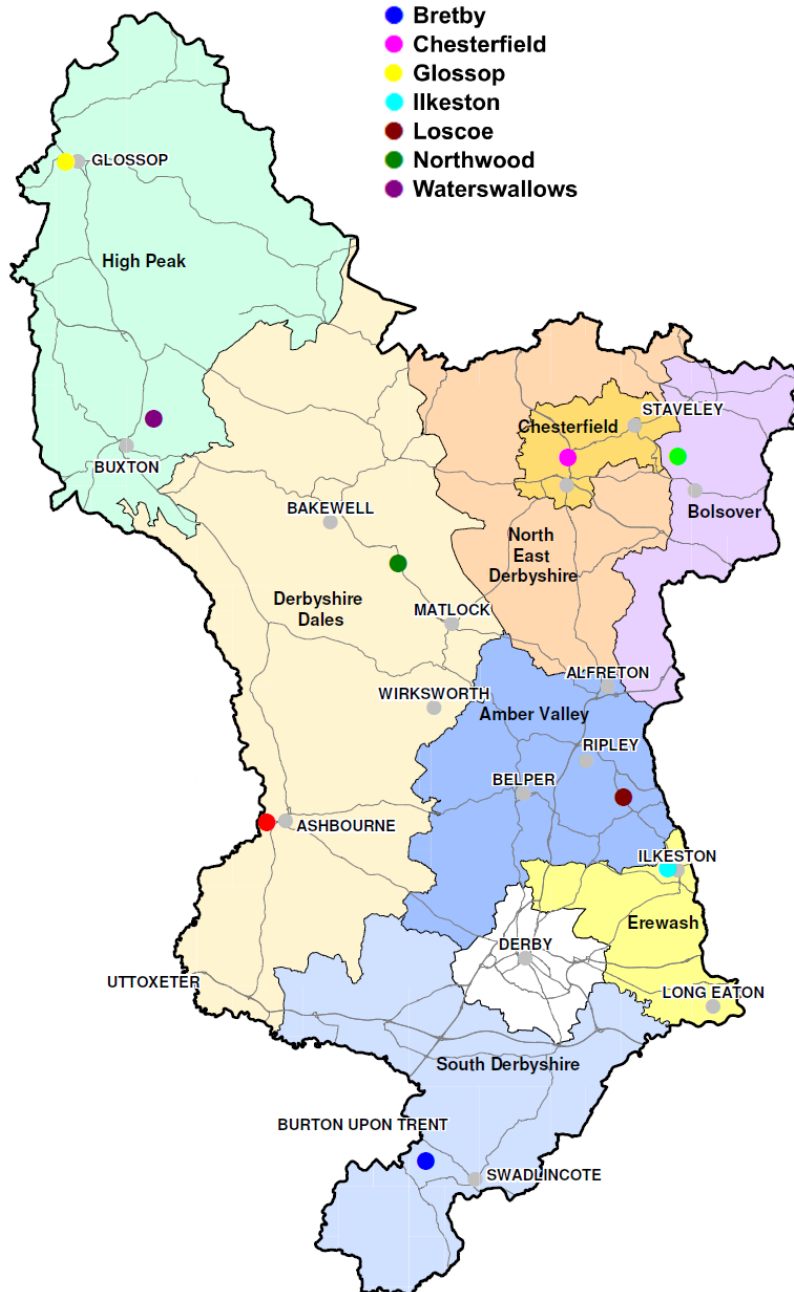 Bretby
Chesterfield
Glossop
Ilkeston
Loscoe
Northwood
Waterswallows
GLOSSOP
High Peak
STAVELEY
Chesterfield
BUXTON
BAKEWELL
Bolsover
North
East
Derbyshire
Derbyshire
Dales
MATLOCK
ALFRETON
WIRKSWORTH
Amber Valley
RIPLEY
BELPER
ASHBOURNE
ILKESTON
Erewash
DERBY
UTTOXETER
LONG EATON
South Derbyshire
BURTON UPON TRENT
SWADLINCOTE